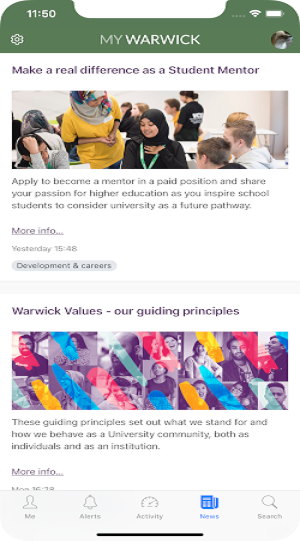 11:50
MY WARWICK
Make a real difference as a Student Mentor
Apply to become a mentor in a paid position and share
your passion for higher education as you inspire school
students to consider university as a future pathway.
More info...
Yesterday 15:48
Development & careers
Warwick Values - our guiding principles
These guiding principles set out what we stand for and
how we behave as a University community, both as
individuals and as an institution.
More info...
Mon 16:28
Me Alerts Activity News Search